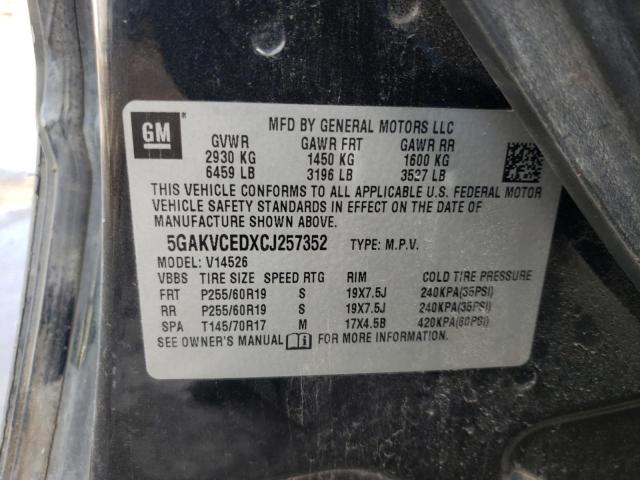 MFD BY GENERAL MOTORS LLC
GM®
GVWR GAWR FRT GAWR RR
2930 KG 1450 KG 1600 KG
6459 LB 3196 LB 3527 LB
THIS VEHICLE CONFORMS TO ALL APPLICABLE U.S. FEDERAL MOTOR
VEHICLE SAFETY STANDARDS IN EFFECT ON THE DATE OF
MANUFACTURE SHOWN ABOVE.
5GAKVCEDXCJ257352 TYPE: M.P.V.
MODEL: V14526
VBBS TIRE SIZE SPEED RTG RIM COLD TIRE PRESSURE
FRT P255/60R19 S 19X7.5J 240KPA(35PSI)
RR P255/60R19 S 19X7.5J 240KPA(35PSI)
SPA T145/70R17 M 17X4.5B 420KPA(60PSI)
SEE OWNER'S MANUAL FOR MORE INFORMATION.